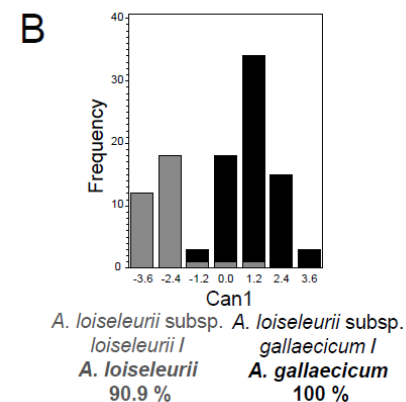 B
40
30
20
10
0
Frequency
-3.6 -2.4 -1.2 0.0 1.2 2.4 3.6
Can1
A. loiseleurii subsp. A. loiseleurii subsp.
loiseleurii I gallaecicum I
A. loiseleurii A. gallaecicum
90.9 % 100 %